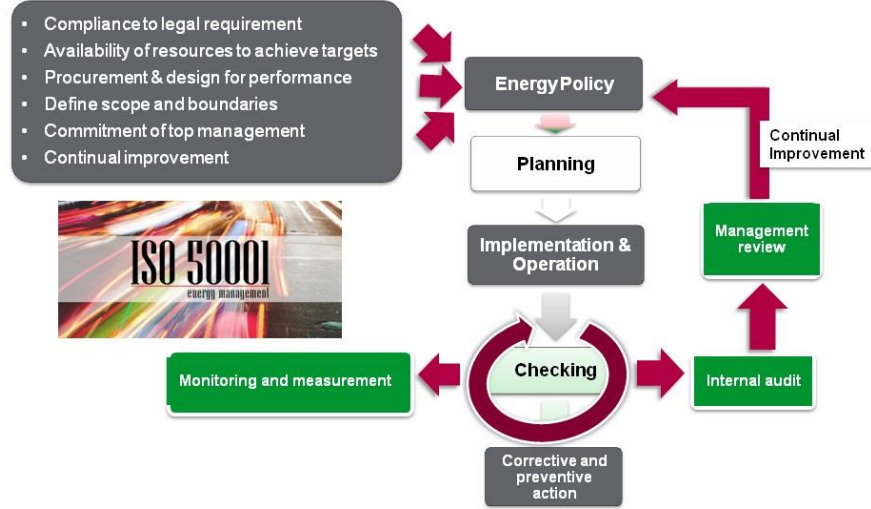 • Compliance to legal requirement
• Availability of resources to achieve targets
• Procurement & design for performance
• Define scope and boundaries
• Commitment of top management
• Continual improvement
Energy Policy
Continual
Improvement
Planning
Implementation &
Operation
Management
review
ISO 50001
energy management
Monitoring and measurement
Checking
Internal audit
Corrective and
preventive
action